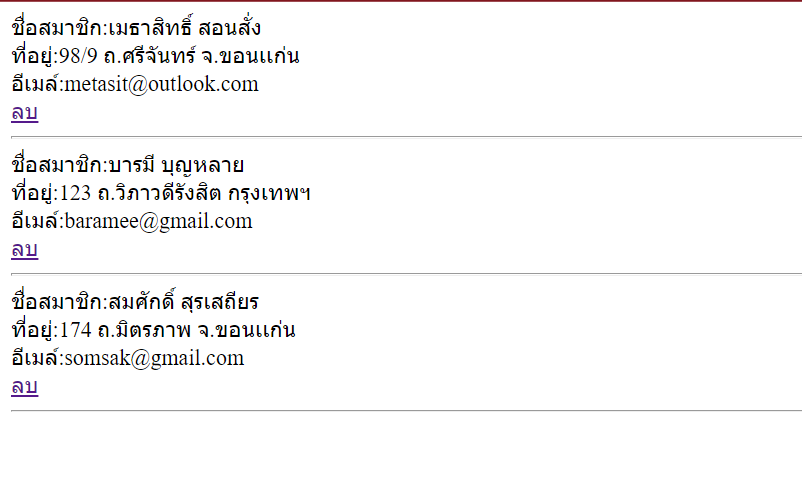 ชื่อสมาชิก:เมธาสิทธิ์ สอนสั่ง
ที่อยู่:98/9 ถ.ศรีจันทร์ จ.ขอนแก่น
อีเมล์:metasit@outlook.com
ลบ
ชื่อสมาชิก:บารมี บุญหลาย
ที่อยู่:123 ถ.วิภาวดีรังสิต กรุงเทพฯ
อีเมล์:baramee@gmail.com
ลบ
ชื่อสมาชิก:สมศักดิ์ สุรเสถียร
ที่อยู่:174 ถ.มิตรภาพ จ.ขอนแก่น
อีเมล์:somsak@gmail.com
ลบ